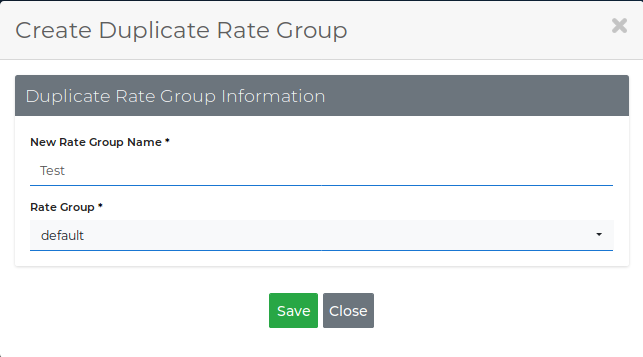 Create Duplicate Rate Group
Duplicate Rate Group Information
New Rate Group Name *
Test
Rate Group *
default
Save Close